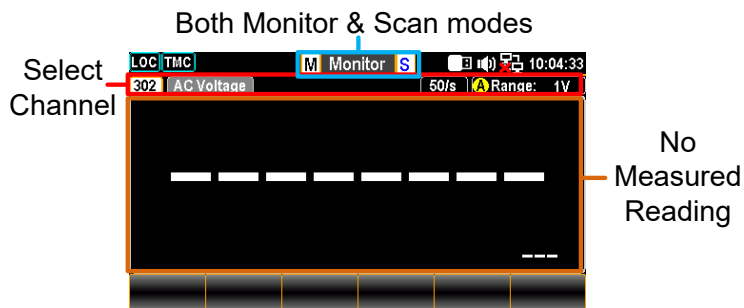 Both Monitor & Scan modes
LOC TMC M Monitor S 10:04:33
Select
Channel
302 AC Voltage 50/s A Range: 1V
No
Measured
Reading
--------
---